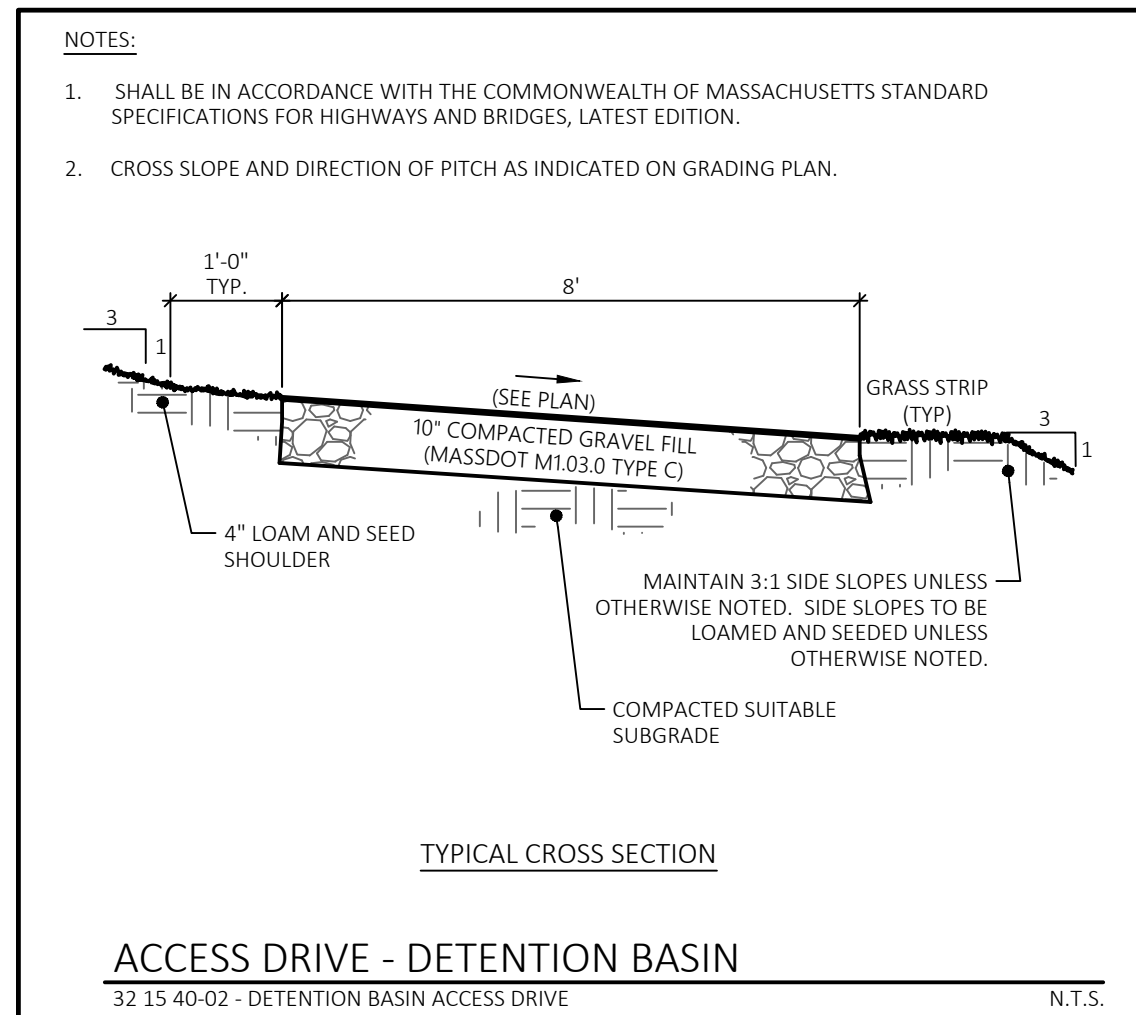 NOTES:
1. SHALL BE IN ACCORDANCE WITH THE COMMONWEALTH OF MASSACHUSETTS STANDARD
SPECIFICATIONS FOR HIGHWAYS AND BRIDGES, LATEST EDITION.
2. CROSS SLOPE AND DIRECTION OF PITCH AS INDICATED ON GRADING PLAN.
1'-0"
TYP.
8'
3
1
(SEE PLAN)
10" COMPACTED GRAVEL FILL
(MASSDOT M1.03.0 TYPE C)
GRASS STRIP
(TYP)
3
1
4" LOAM AND SEED
SHOULDER
MAINTAIN 3:1 SIDE SLOPES UNLESS
OTHERWISE NOTED. SIDE SLOPES TO BE
LOAMED AND SEEDED UNLESS
OTHERWISE NOTED.
COMPACTED SUITABLE
SUBGRADE
TYPICAL CROSS SECTION
ACCESS DRIVE - DETENTION BASIN
32 15 40-02 - DETENTION BASIN ACCESS DRIVE
N.T.S.